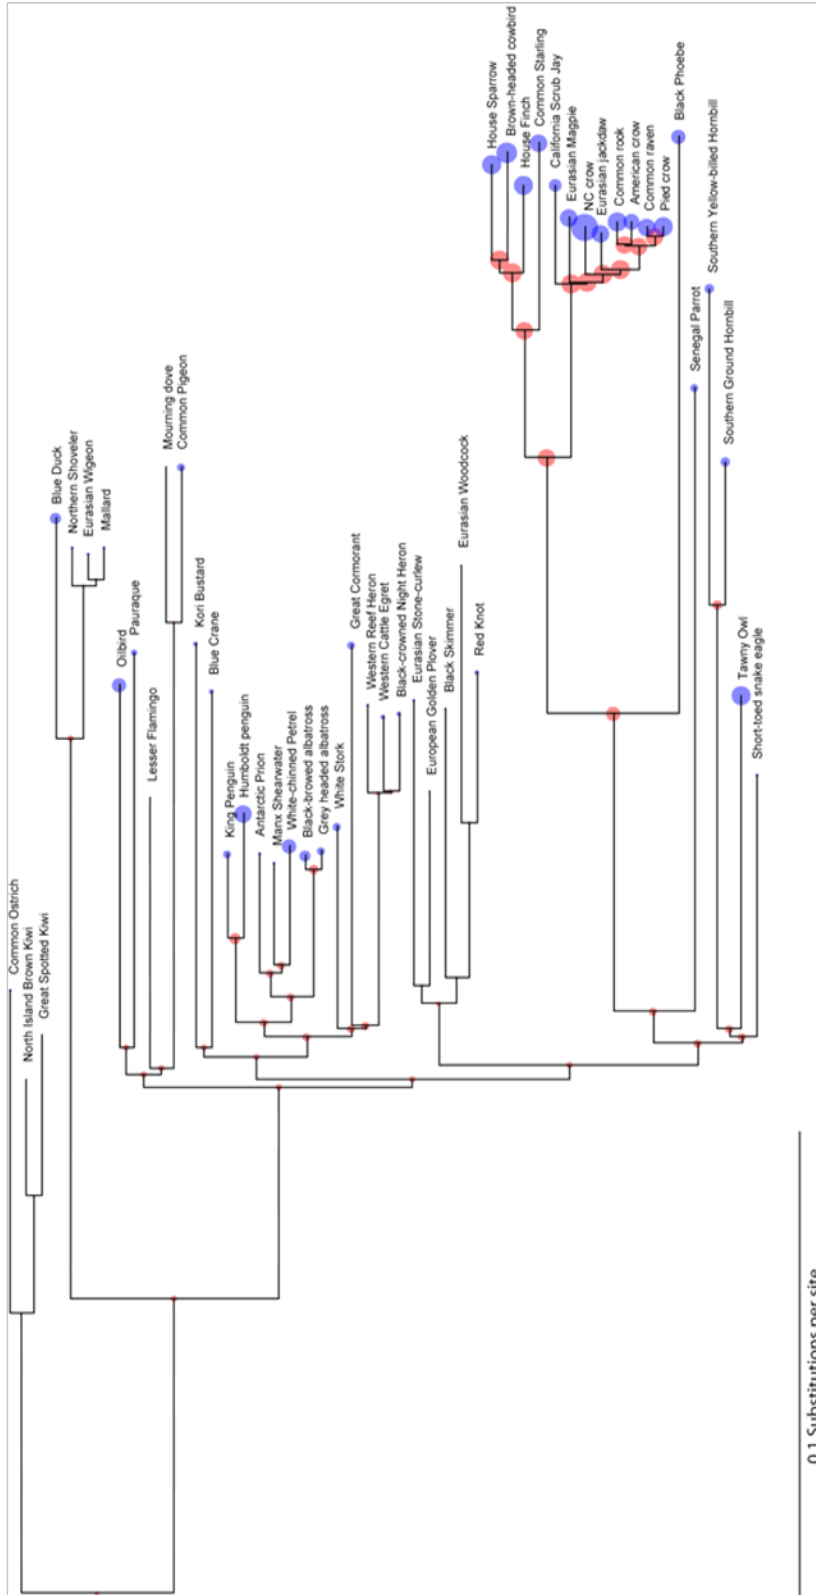 Common Ostrich
North Island Brown Kiwi
Great Spotted Kiwi
Blue Duck
Northern Shoveler
Eurasian Wigeon
Mallard
Oilbird
Pauraque
Lesser Flamingo
Mourning dove
Common Pigeon
Kori Bustard
Blue Crane
King Penguin
Humboldt penguin
Antarctic Prion
Manx Shearwater
White-chinned Petrel
Black-browed albatross
Grey headed albatross
White Stork
Great Cormorant
Western Reef Heron
Western Cattle Egret
Black-crowned Night Heron
Eurasian Stone-curlew
European Golden Plover
Black Skimmer
Eurasian Woodcock
Red Knot
House Sparrow
Brown-headed cowbird
House Finch
Common Starling
California Scrub Jay
Eurasian Magpie
NC crow
Eurasian jackdaw
Common rook
American crow
Common raven
Pied crow
Black Phoebe
Senegal Parrot
Southern Yellow-billed Hornbill
Southern Ground Hornbill
Tawny Owl
Short-toed snake eagle
0.1 Substitutions per site